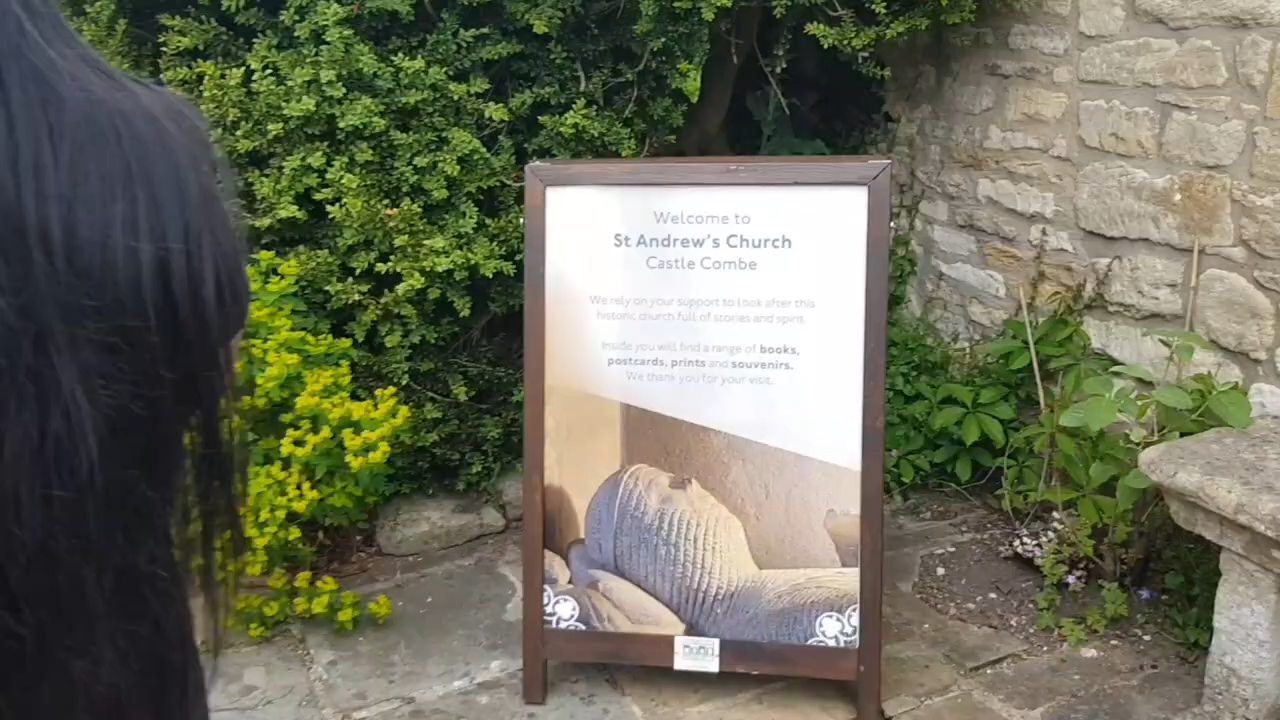 Welcome to
St Andrew's Church
Castle Combe
We rely on your support to look after this
historic church full of stories and spirit.
Inside you will find a range of books,
postcards, prints and souvenirs.
We thank you for your visit.